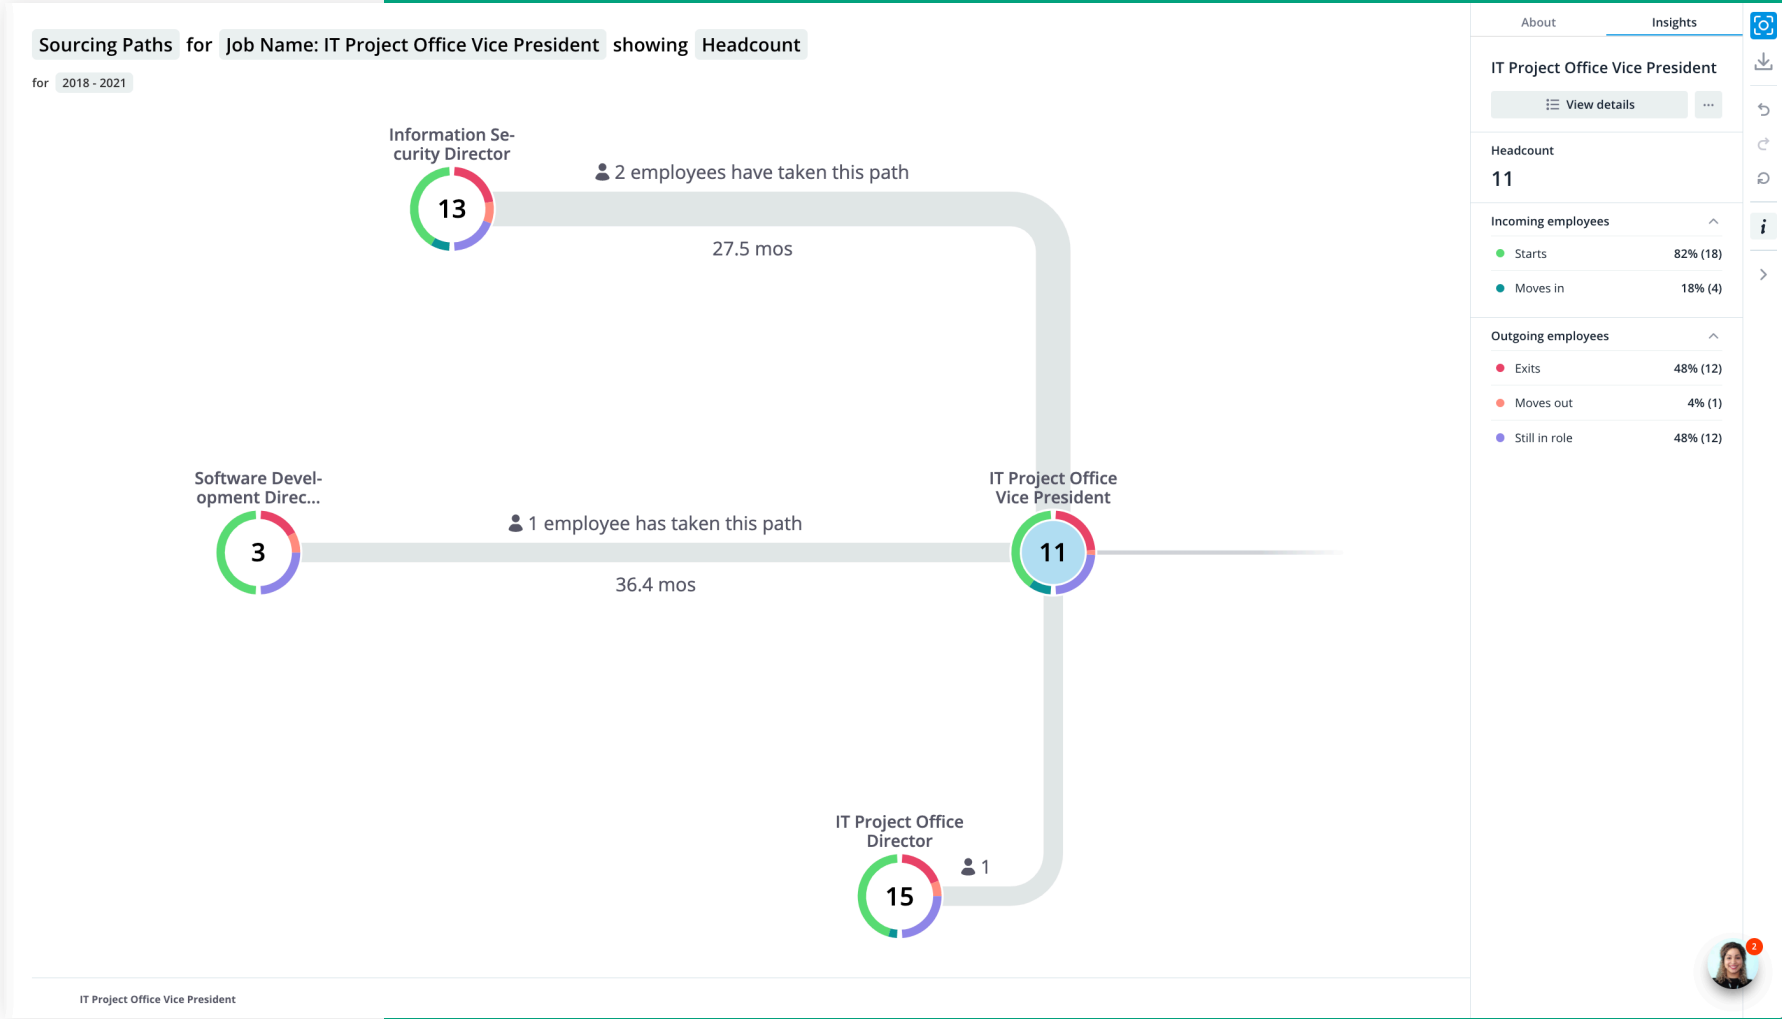 Sourcing Paths for Job Name: IT Project Office Vice President showing Headcount
for 2018 - 2021
Information Se-
curity Director
13
2 employees have taken this path
27.5 mos
Software Devel-
opment Direc...
3
1 employee has taken this path
36.4 mos
IT Project Office
Vice President
11
IT Project Office
Director
15
1
IT Project Office Vice President
About Insights
IT Project Office Vice President
View details ...
Headcount
11
Incoming employees
Starts 82% (18)
Moves in 18% (4)
Outgoing employees
Exits 48% (12)
Moves out 4% (1)
Still in role 48% (12)
i
2